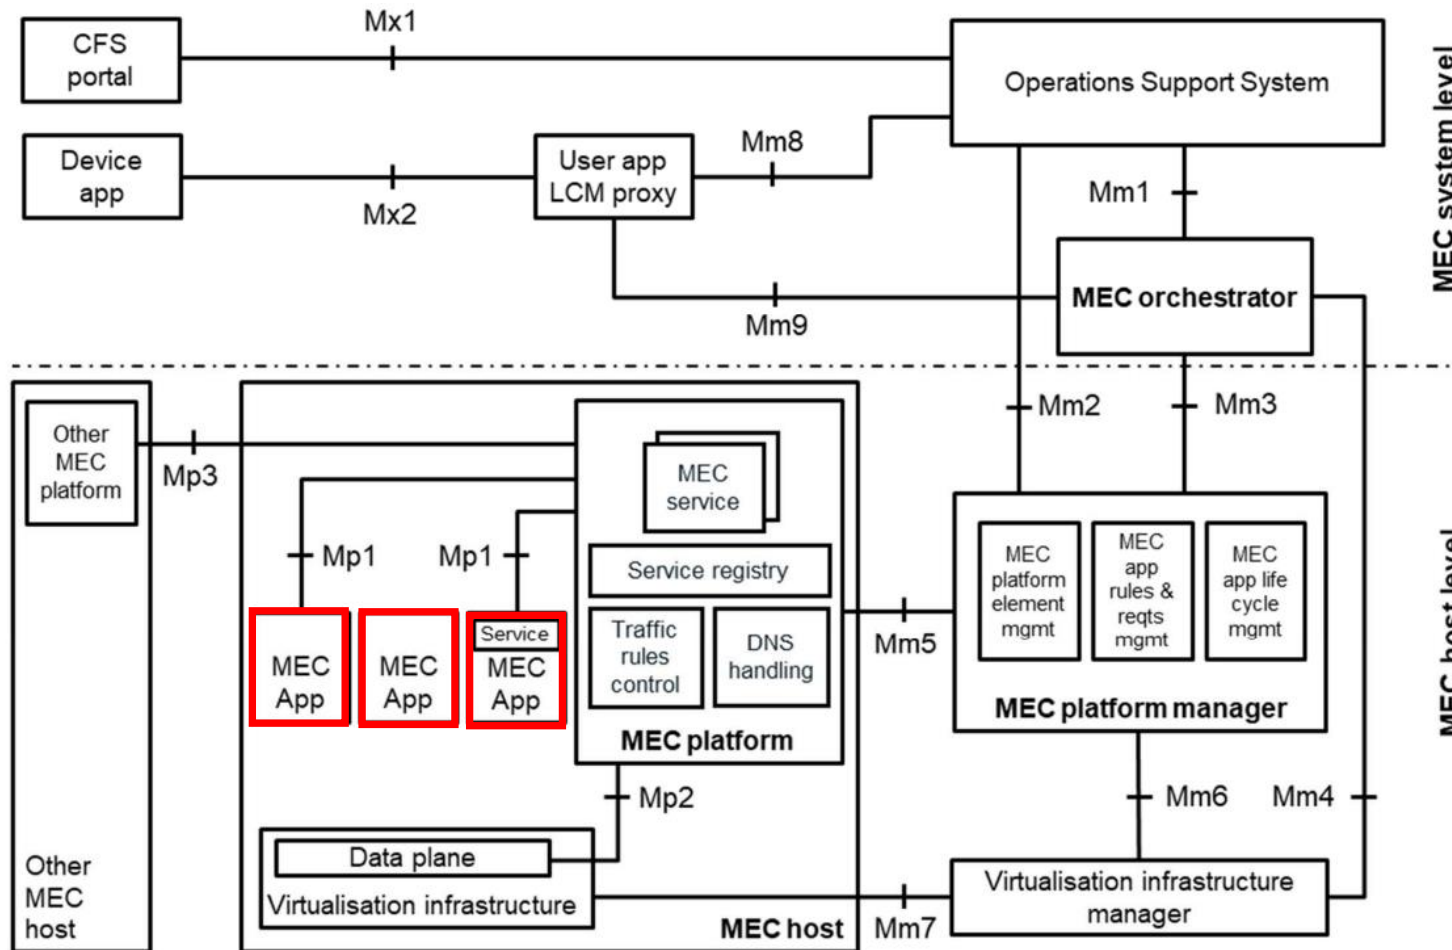 Mx1
CFS
portal
Operations Support System
Device
app
Mx2
User app
LCM proxy
Mm8
Mm1
MEC system level
Mm9
MEC orchestrator
Mm2
Mm3
Other
MEC
platform
Mp3
Mp1
Mp1
MEC
service
Service registry
Traffic
rules
control
DNS
handling
MEC platform
MEC
App
MEC
App
Service
MEC
App
Mm5
MEC
platform
element
mgmt
MEC
app
rules &
reqts
mgmt
MEC
app life
cycle
mgmt
MEC platform manager
MEC host level
Mp2
Mm6
Mm4
Data plane
Virtualisation infrastructure
MEC host
Mm7
Virtualisation infrastructure
manager
Other
MEC
host